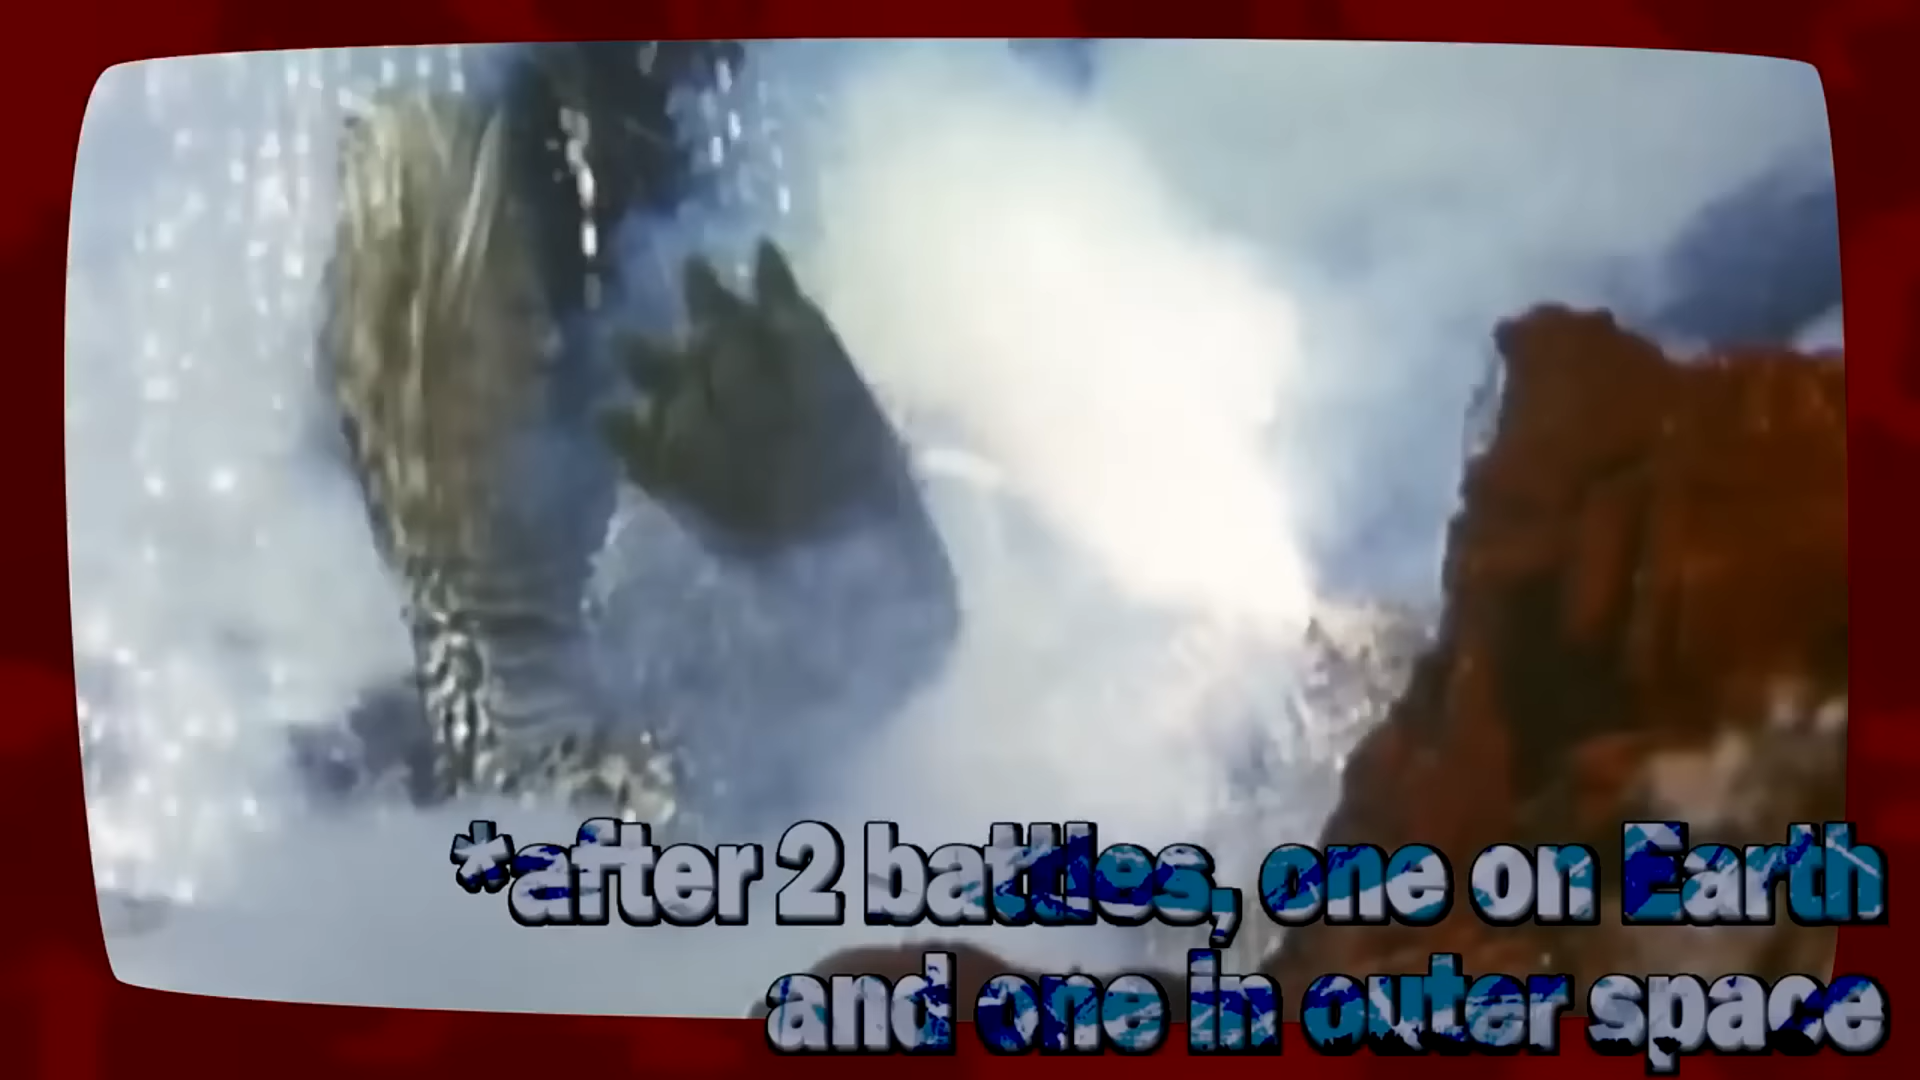 *after 2 battles, one on Earth
and one in outer space